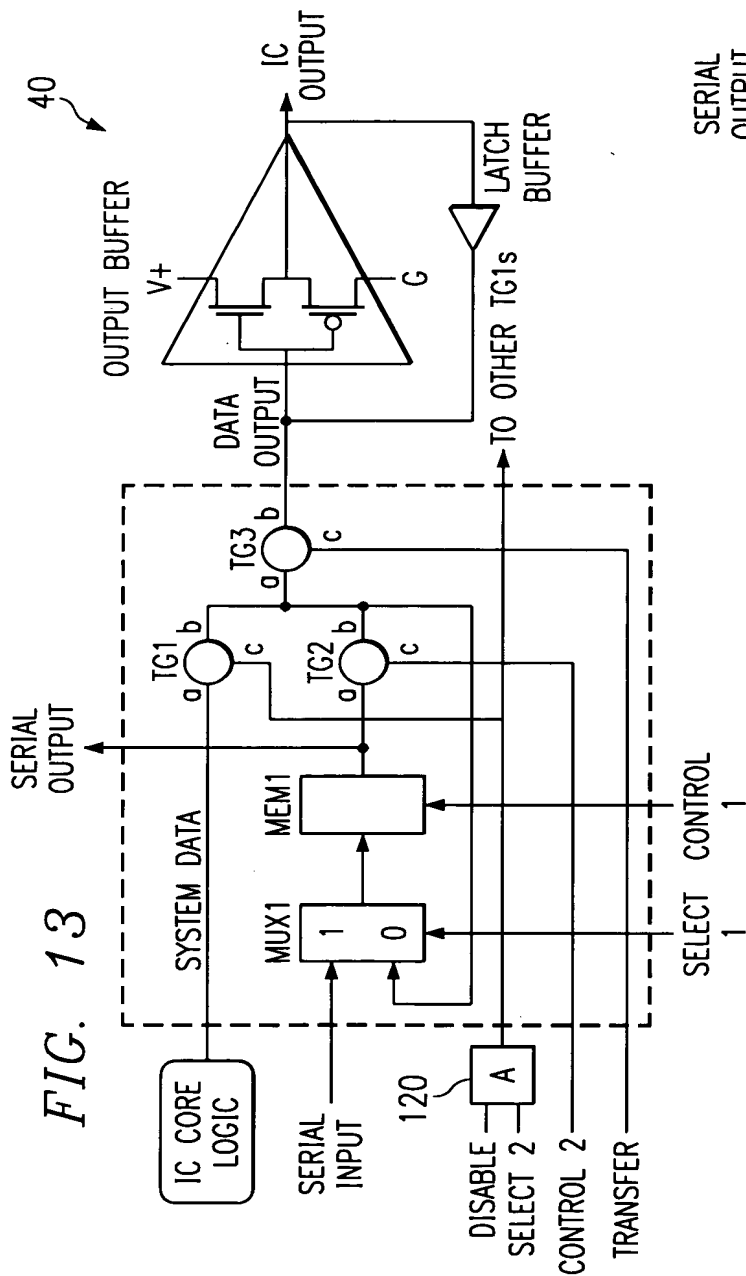 FIG. 13
40
IC CORE
LOGIC
SYSTEM DATA
SERIAL
OUTPUT
TG1
a
b
c
TG2
a
b
c
TG3
a
b
c
DATA
OUTPUT
OUTPUT BUFFER
V+
G
IC
OUTPUT
LATCH
BUFFER
SERIAL
INPUT
MUX1
1
0
MEM1
TO OTHER TG1s
120
A
DISABLE
SELECT 2
CONTROL 2
TRANSFER
SELECT
1
CONTROL
1
SERIAL
OUTPUT